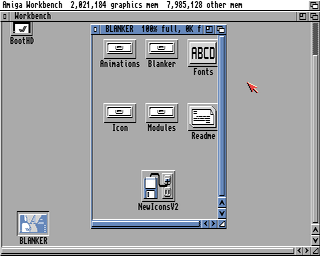 Amiga Workbench 2,021,184 graphics mem 7,985,128 other mem
Workbench
BootHD
BLANKER 100% full, 0K f
Animations Blanker Fonts
ABCD
Icon Modules Readme
NewIconsV2
BLANKER